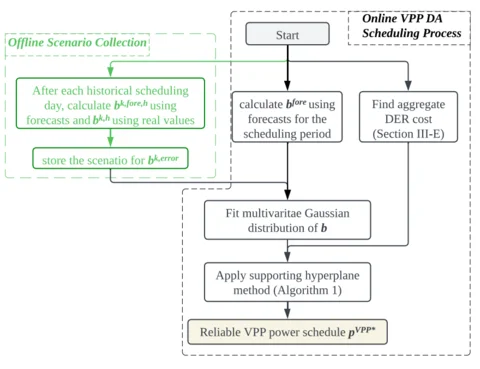 Offline Scenario Collection
Start
Online VPP DA
Scheduling Process
After each historical scheduling
day, calculate b^k,fore,h using
forecasts and b^k,h using real values
store the scenatio for b^k,error
calculate b^fore using
forecasts for the
scheduling period
Find aggregate
DER cost
(Section III-E)
Fit multivaritae Gaussian
distribution of b
Apply supporting hyperplane
method (Algorithm 1)
Reliable VPP power schedule p^VPP*